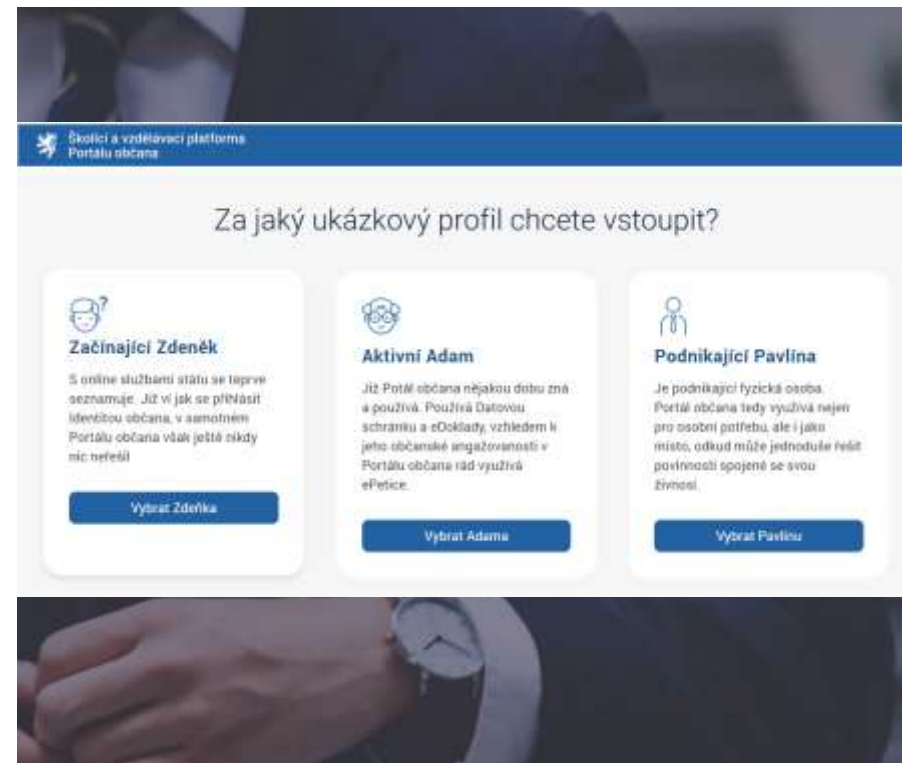 Školicí a vzdělávací platforma
Portálu občana
Za jaký ukázkový profil chcete vstoupit?
Začínající Zdeněk
S online službami státu se teprve
seznamuje. Již ví jak se přihlásit
Identitou občana, v samotném
Portálu občana však ještě nikdy
nic neřešil
Vybrat Zdeňka
Aktivní Adam
Již Potál občana nějakou dobu zná
a používá. Používá Datovou
schránku a eDoklady, vzhledem k
jeho občanské angažovanosti v
Portálu občana rád využívá
ePetice.
Vybrat Adama
Podnikající Pavlína
Je podnikající fyzická osoba.
Portál občana tedy využívá nejen
pro osobní potřebu, ale i jako
místo, odkud může jednoduše řešit
povinnosti spojené se svou
živností.
Vybrat Pavlínu